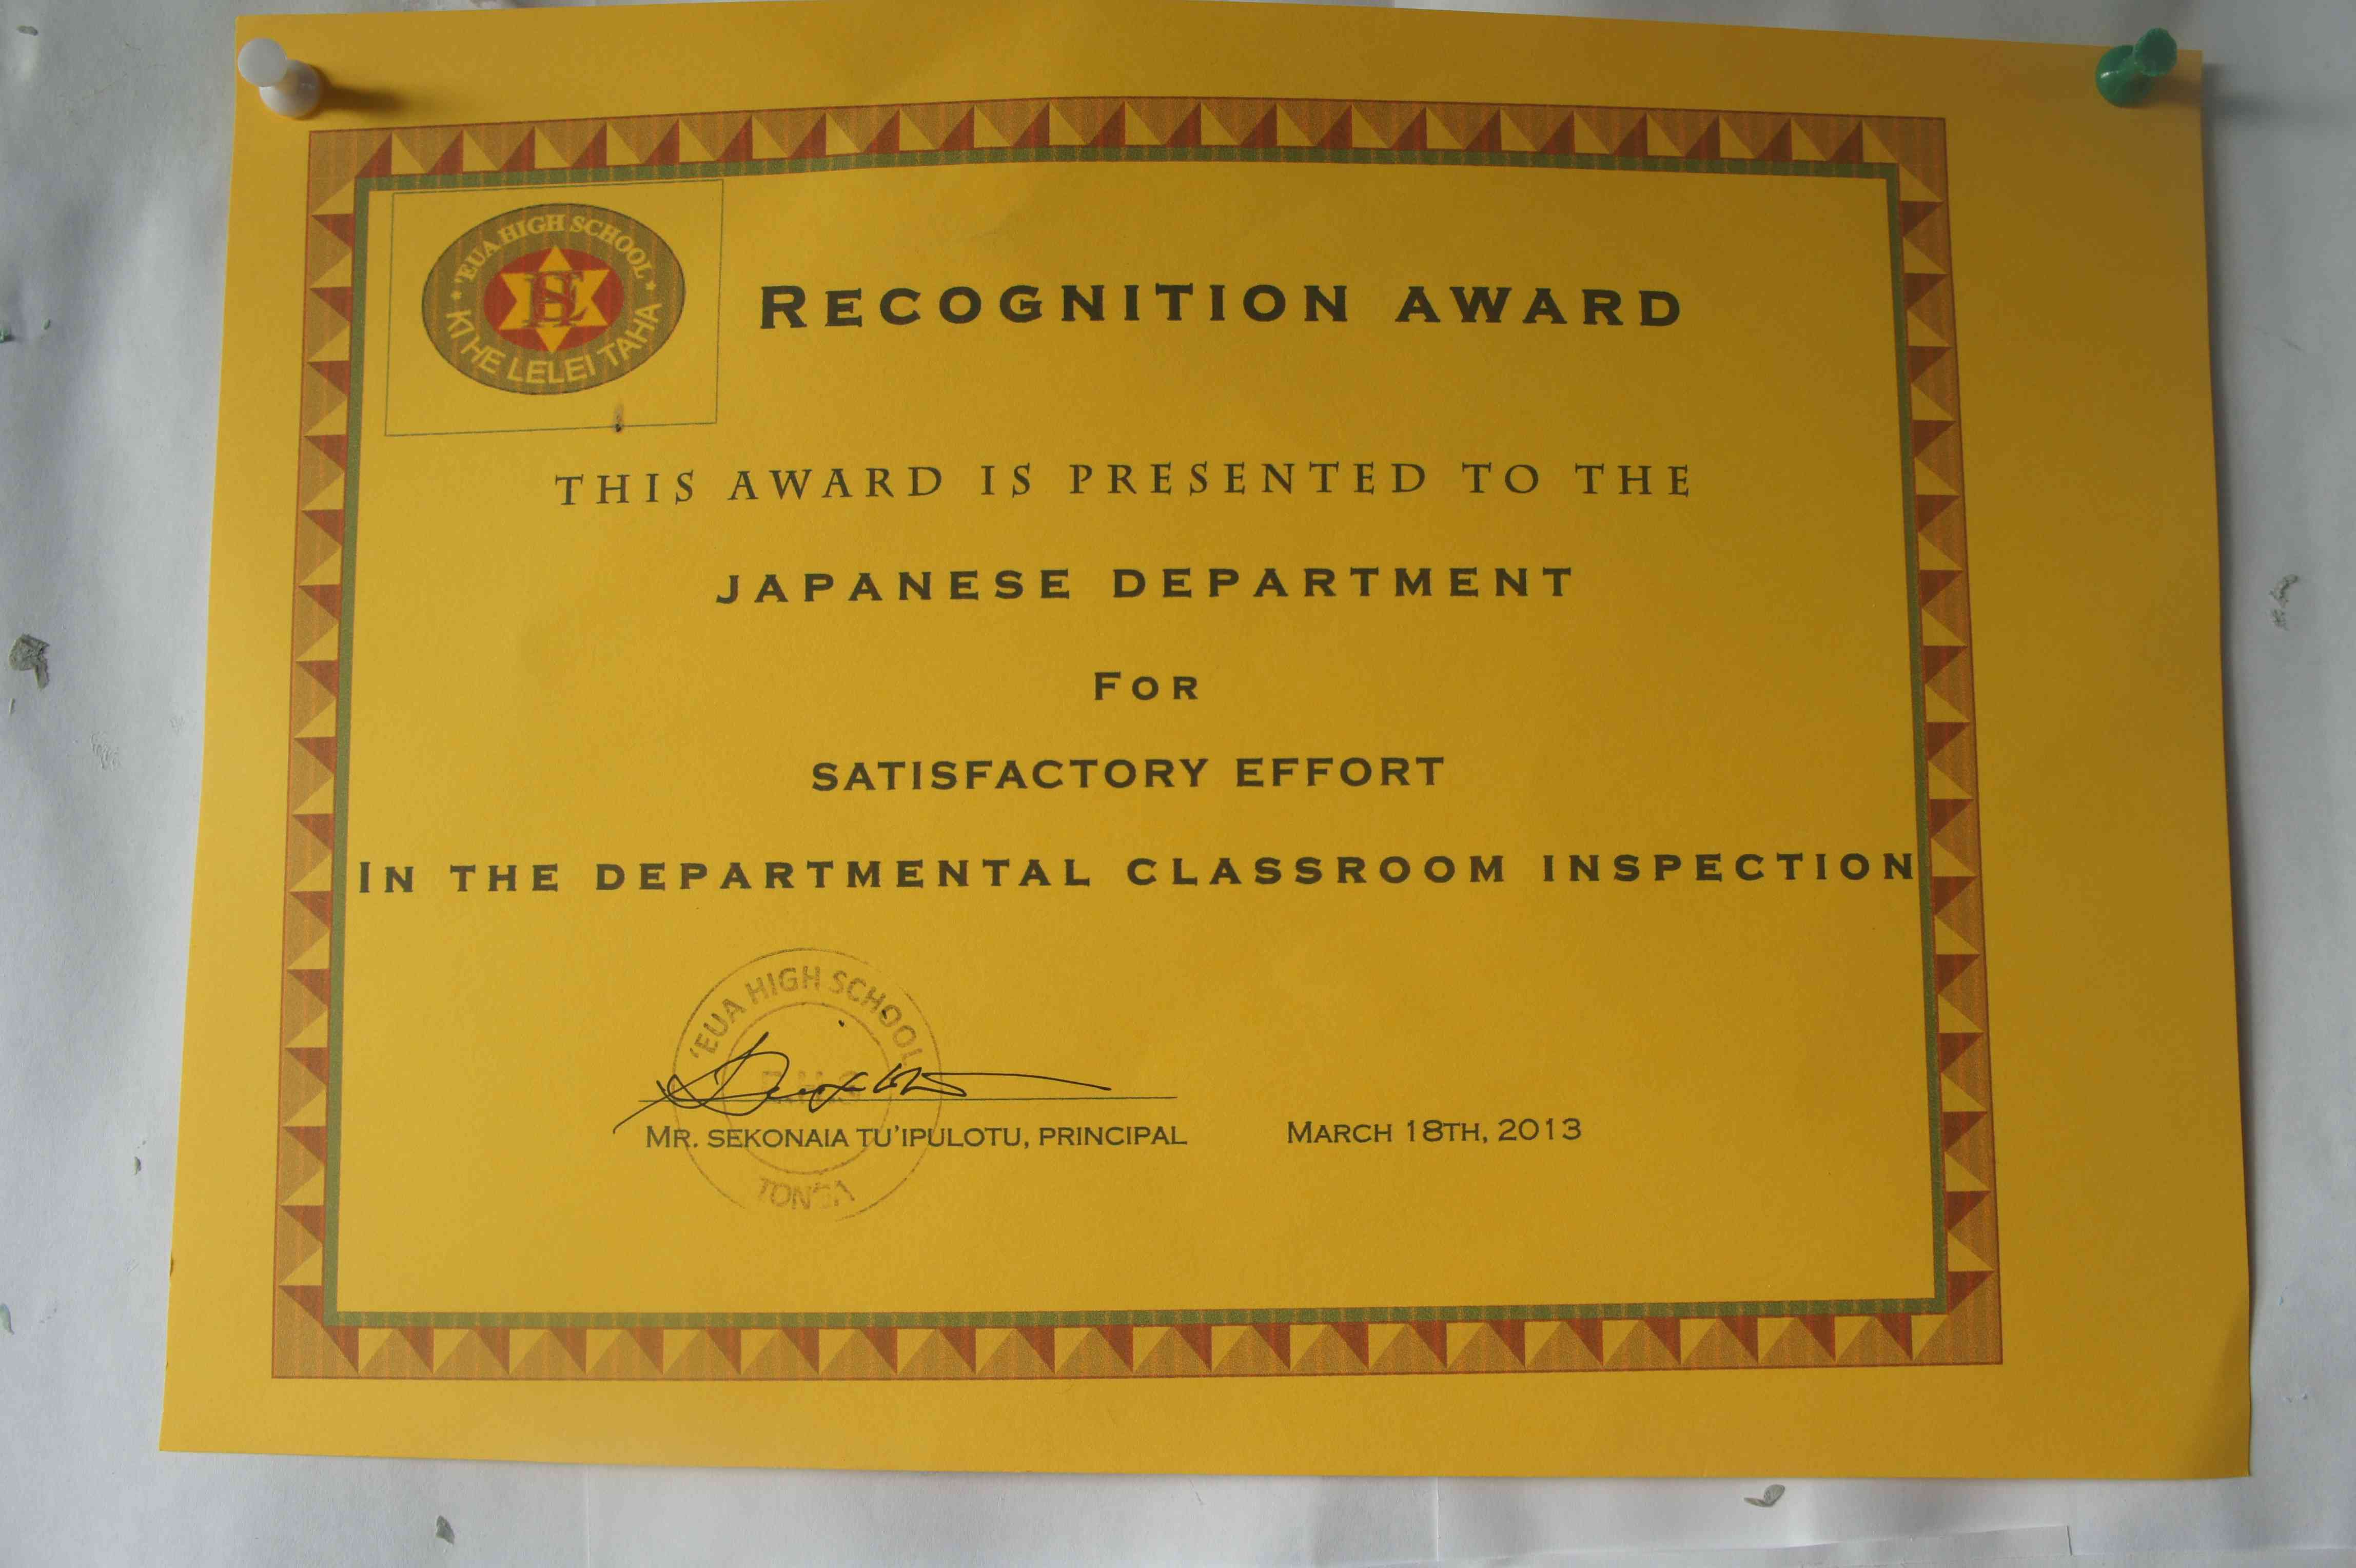 'EUA HIGH SCHOOL
KI HE LELEI TAHA
RECOGNITION AWARD
THIS AWARD IS PRESENTED TO THE
JAPANESE DEPARTMENT
FOR
SATISFACTORY EFFORT
IN THE DEPARTMENTAL CLASSROOM INSPECTION
'EUA HIGH SCHOOL
E.H.S
TONGA
MR. SEKONAIA TU'IPULOTU, PRINCIPAL
MARCH 18TH, 2013